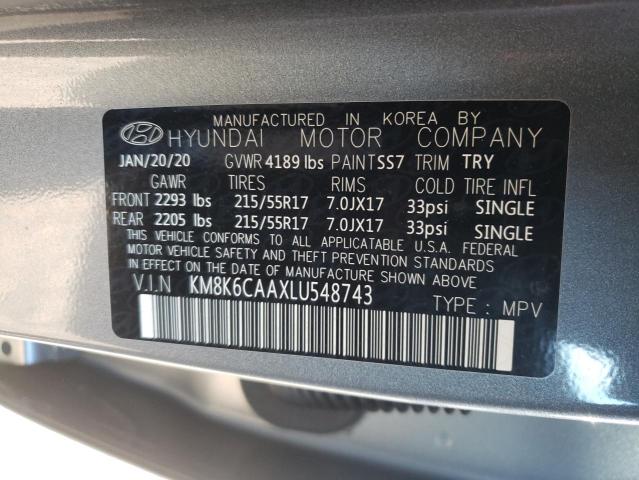 MANUFACTURED IN KOREA BY
HYUNDAI MOTOR COMPANY
JAN/20/20 GVWR 4189 lbs PAINT SS7 TRIM TRY
GAWR TIRES RIMS COLD TIRE INFL
FRONT 2293 lbs 215/55R17 7.0JX17 33psi SINGLE
REAR 2205 lbs 215/55R17 7.0JX17 33psi SINGLE
THIS VEHICLE CONFORMS TO ALL APPLICABLE U.S.A. FEDERAL
MOTOR VEHICLE SAFETY AND THEFT PREVENTION STANDARDS
IN EFFECT ON THE DATE OF MANUFACTURE SHOWN ABOVE
V.I.N KM8K6CAAXLU548743
TYPE : MPV